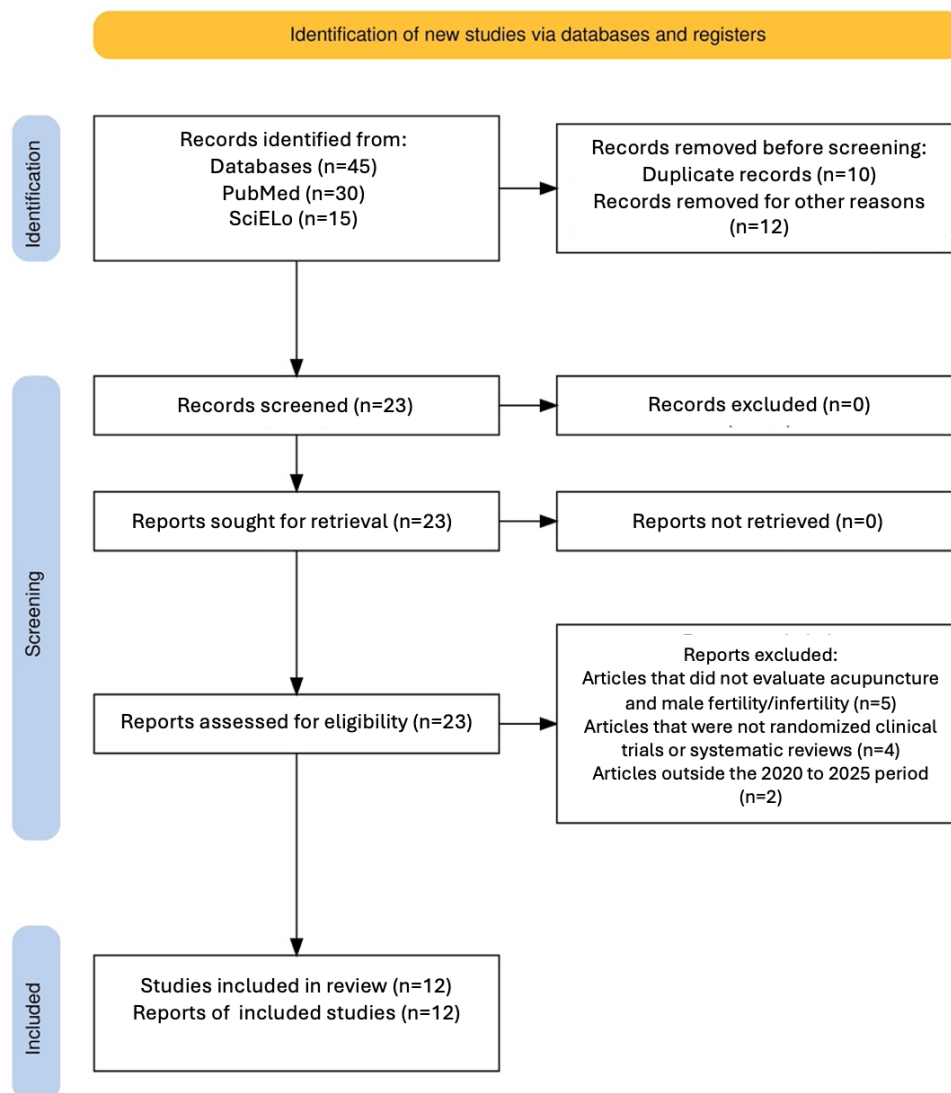 Identification of new studies via databases and registers
Identification
Records identified from:
Databases (n=45)
PubMed (n=30)
SciELo (n=15)
Records removed before screening:
Duplicate records (n=10)
Records removed for other reasons
(n=12)
Screening
Records screened (n=23)
Records excluded (n=0)
Reports sought for retrieval (n=23)
Reports not retrieved (n=0)
Reports assessed for eligibility (n=23)
Reports excluded:
Articles that did not evaluate acupuncture
and male fertility/infertility (n=5)
Articles that were not randomized clinical
trials or systematic reviews (n=4)
Articles outside the 2020 to 2025 period
(n=2)
Included
Studies included in review (n=12)
Reports of included studies (n=12)